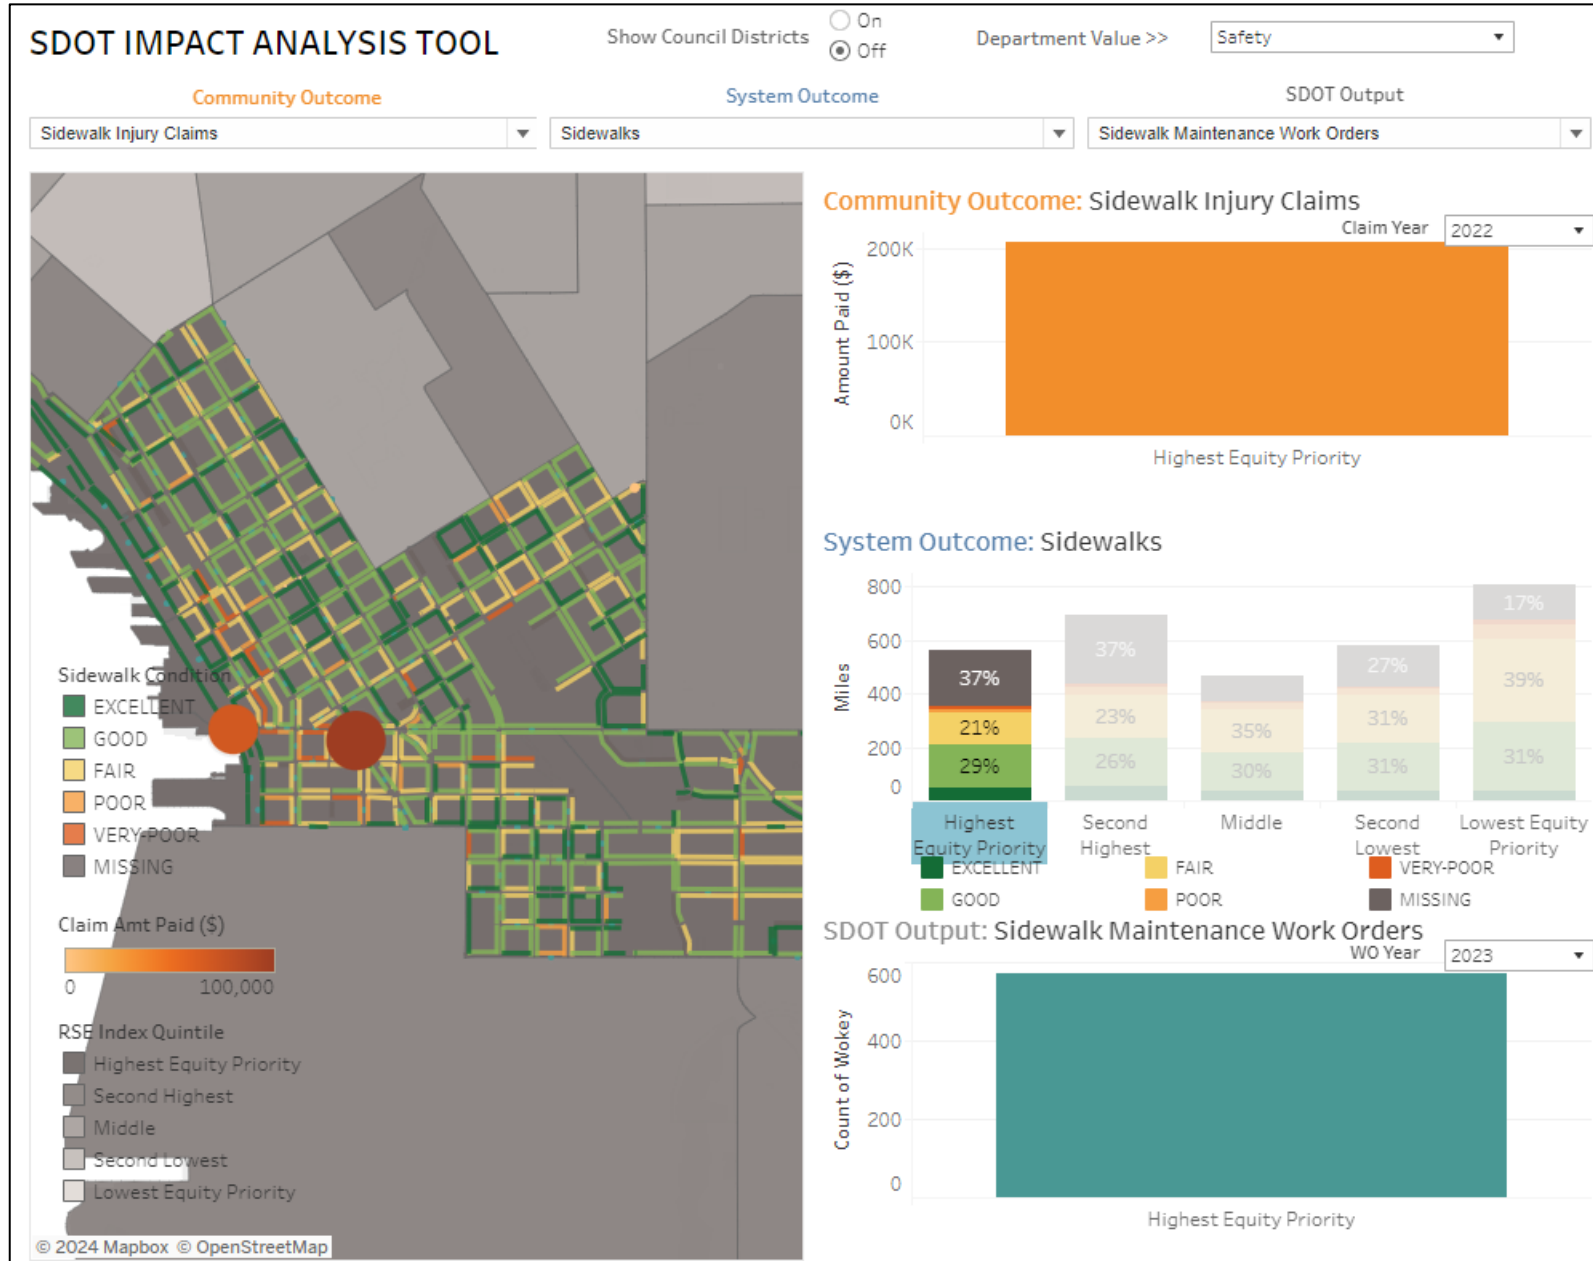 SDOT IMPACT ANALYSIS TOOL
Show Council Districts
On
Off
Department Value >>
Safety
Community Outcome
System Outcome
SDOT Output
Sidewalk Injury Claims
Sidewalks
Sidewalk Maintenance Work Orders
Sidewalk Condition
EXCELLENT
GOOD
FAIR
POOR
VERY-POOR
MISSING
Claim Amt Paid ($)
0
100,000
RSE Index Quintile
Highest Equity Priority
Second Highest
Middle
Second Lowest
Lowest Equity Priority
© 2024 Mapbox © OpenStreetMap
Community Outcome: Sidewalk Injury Claims
Claim Year
2022
Amount Paid ($)
200K
100K
0K
Highest Equity Priority
System Outcome: Sidewalks
Miles
800
600
400
200
0
37%
21%
29%
37%
23%
26%
35%
30%
27%
31%
31%
17%
39%
31%
Highest
Equity Priority
Second
Highest
Middle
Second
Lowest
Lowest Equity
Priority
EXCELLENT
FAIR
VERY-POOR
GOOD
POOR
MISSING
SDOT Output: Sidewalk Maintenance Work Orders
WO Year
2023
Count of Wokey
600
400
200
0
Highest Equity Priority